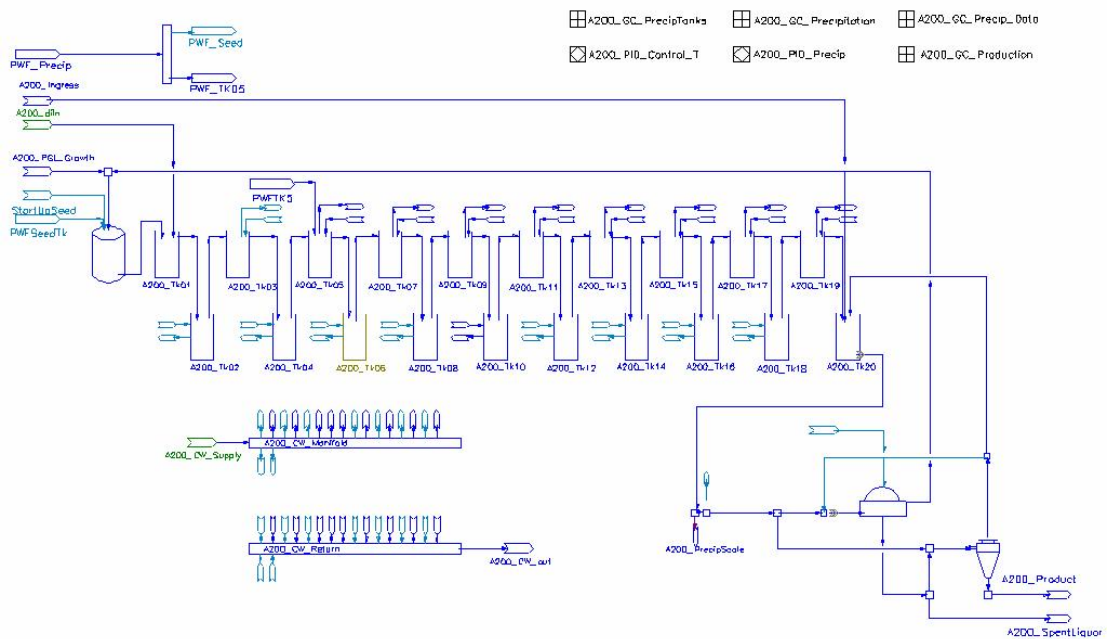 A200_GC_PrecipTanks
A200_GC_Precipitation
A200_GC_Precip_Data
PWF_Seed
A200_PID_Control_T
A200_PID_Precip
A200_GC_Production
PWF_Precip
A200_Ingress
PWF_TK05
A200_diln
A200_PGL_Growth
PWFTK5
StartUpSeed
PWFSeedTk
A200_Tk01
A200_Tk03
A200_Tk05
A200_Tk07
A200_Tk09
A200_Tk11
A200_Tk13
A200_Tk15
A200_Tk17
A200_Tk19
A200_Tk02
A200_Tk04
A200_Tk06
A200_Tk08
A200_Tk10
A200_Tk12
A200_Tk14
A200_Tk16
A200_Tk18
A200_Tk20
A200_CW_Manifold
A200_CW_Supply
A200_CW_Return
A200_CW_out
A200_PrecipScale
A200_Product
A200_SpentLiquor